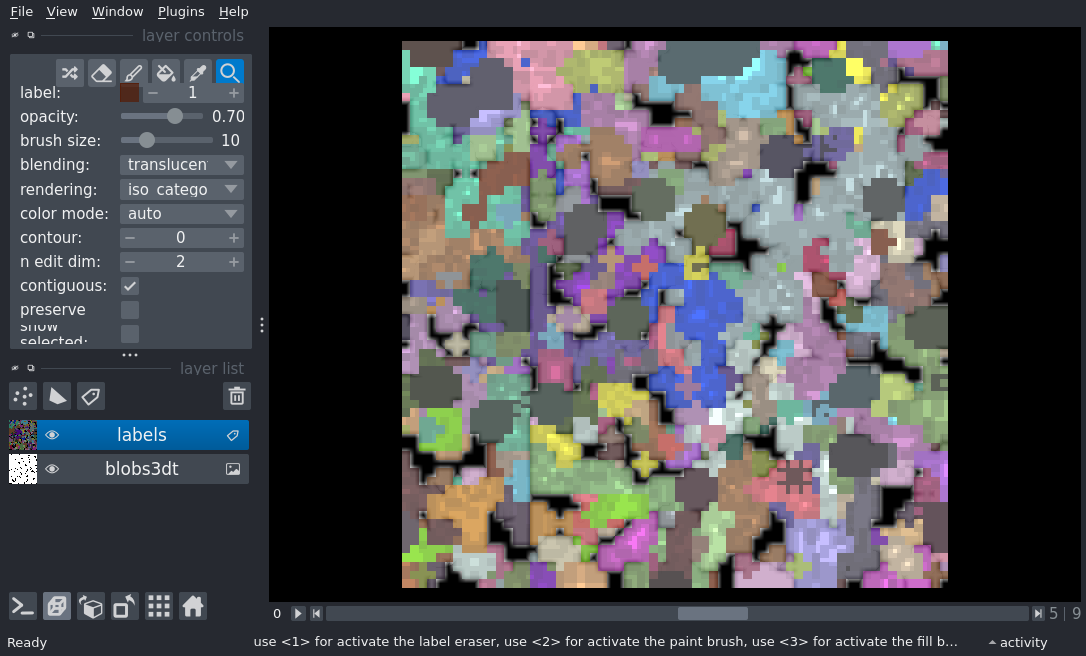 File View Window Plugins Help
layer controls
label: 1
opacity: 0.70
brush size: 10
blending: translucen
rendering: iso catego
color mode: auto
contour: 0
n edit dim: 2
contiguous:
preserve
show
selected:
layer list
labels
blobs3dt
0 5 | 9
Ready use <1> for activate the label eraser, use <2> for activate the paint brush, use <3> for activate the fill b... activity